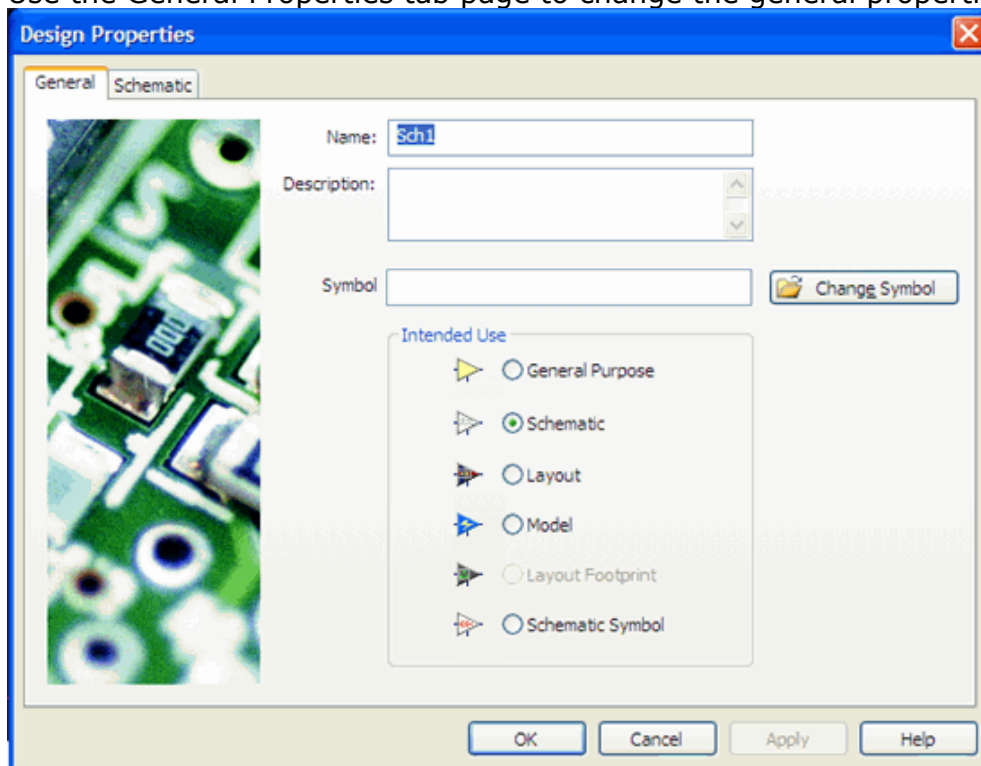 Use the General Properties tab page to change the general properti
Design Properties
General Schematic
Name: Sch1
Description:
Symbol
Change Symbol
Intended Use
General Purpose
Schematic
Layout
Model
Layout Footprint
Schematic Symbol
000
OK Cancel Apply Help